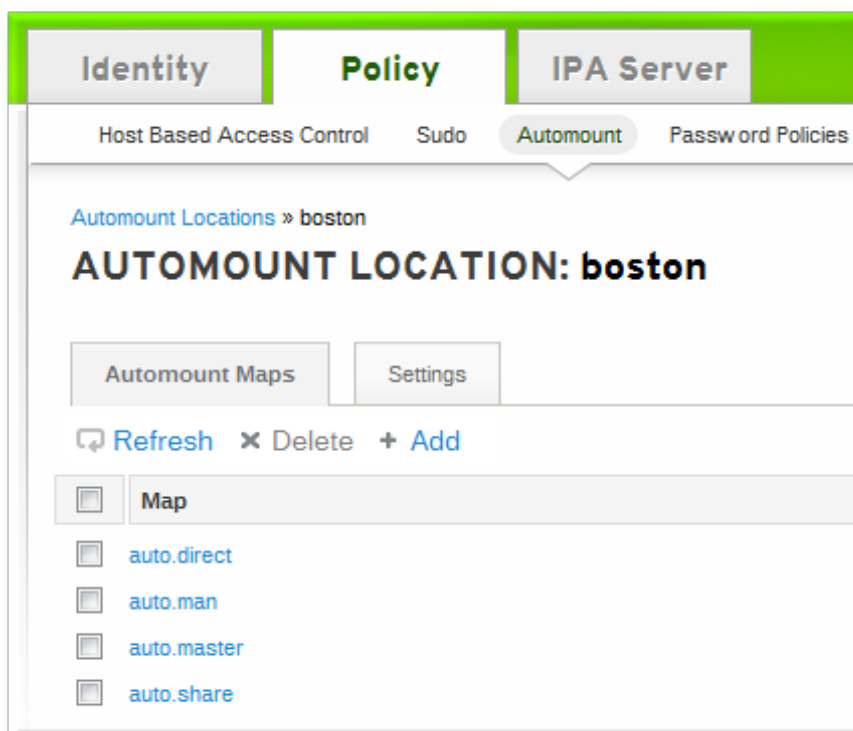 Identity Policy IPA Server
Host Based Access Control Sudo Automount Password Policies
Automount Locations » boston
AUTOMOUNT LOCATION: boston
Automount Maps Settings
Refresh Delete + Add
Map
auto.direct
auto.man
auto.master
auto.share